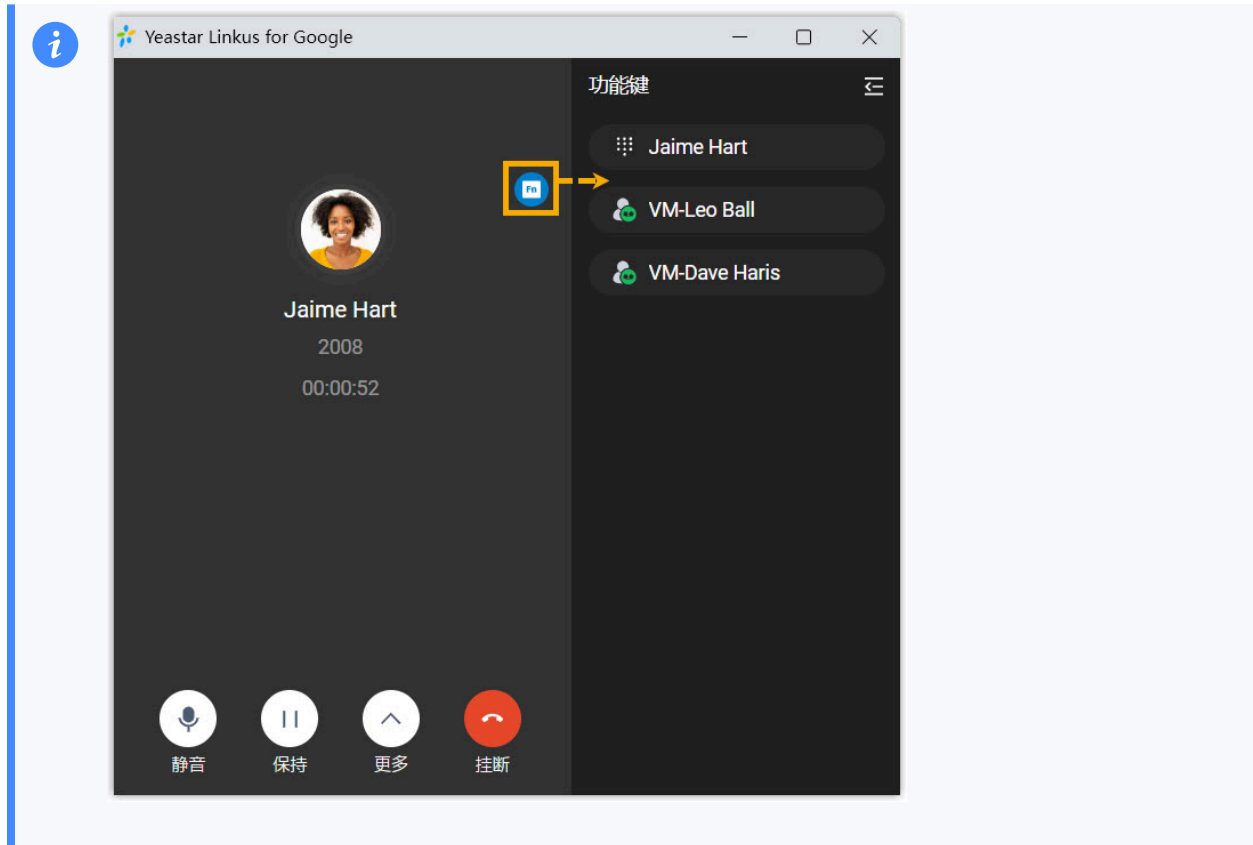 Yeastar Linkus for Google
功能键
Jaime Hart
Fn
VM-Leo Ball
VM-Dave Haris
Jaime Hart
2008
00:00:52
静音
保持
更多
挂断